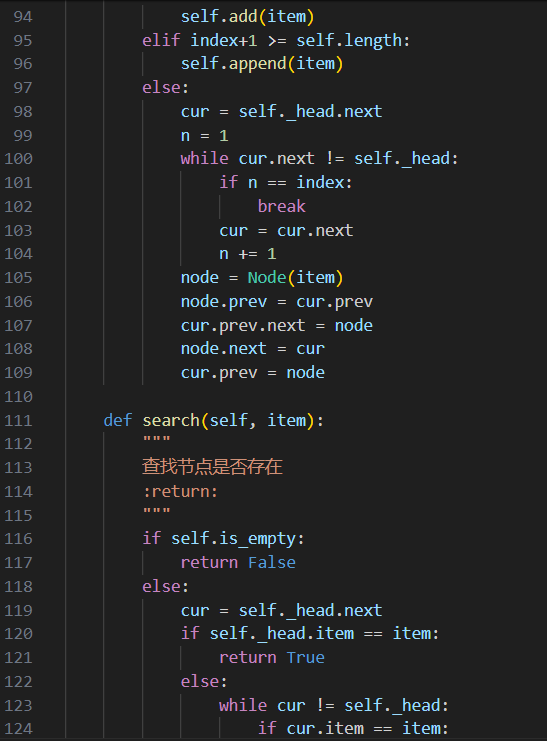 94 self.add(item)
95 elif index+1 >= self.length:
96 self.append(item)
97 else:
98 cur = self._head.next
99 n = 1
100 while cur.next != self._head:
101 if n == index:
102 break
103 cur = cur.next
104 n += 1
105 node = Node(item)
106 node.prev = cur.prev
107 cur.prev.next = node
108 node.next = cur
109 cur.prev = node
110
111 def search(self, item):
112 """
113 查找节点是否存在
114 :return:
115 """
116 if self.is_empty:
117 return False
118 else:
119 cur = self._head.next
120 if self._head.item == item:
121 return True
122 else:
123 while cur != self._head:
124 if cur.item == item: